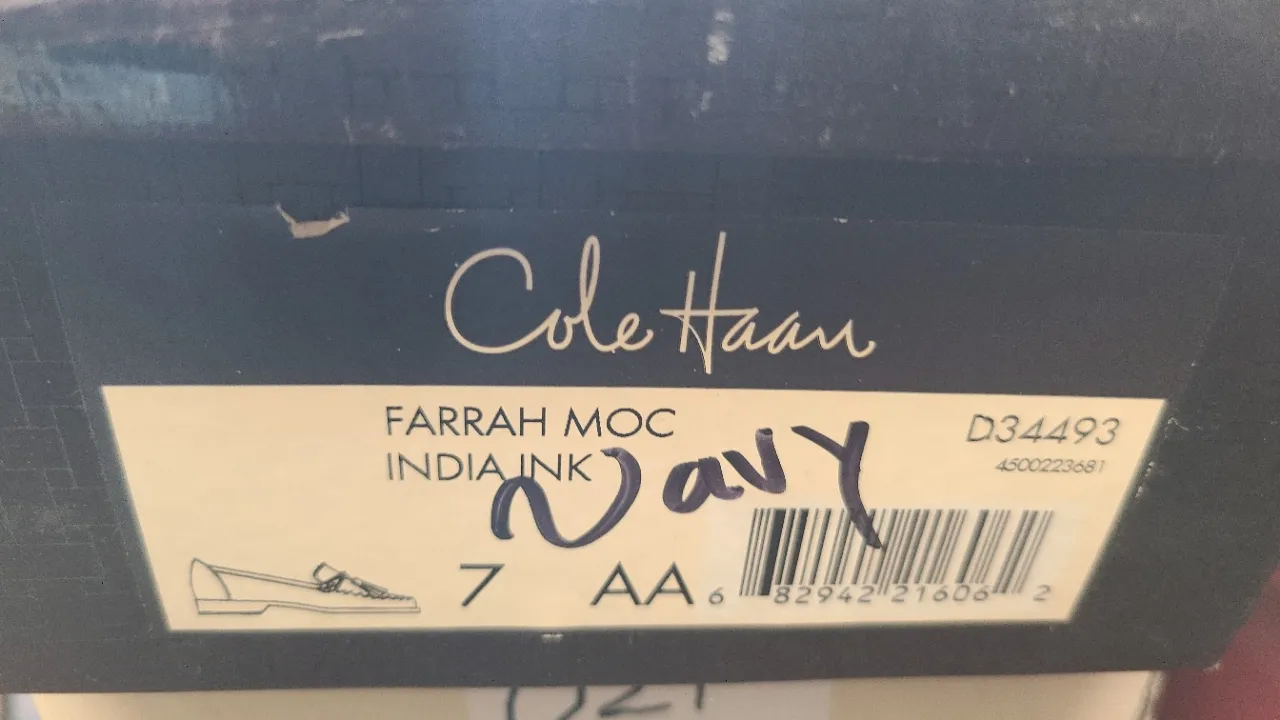 Cole Haan
FARRAH MOC
D34493
INDIA INK
4500223681
Navy
7 AA
6 82942 21606 2